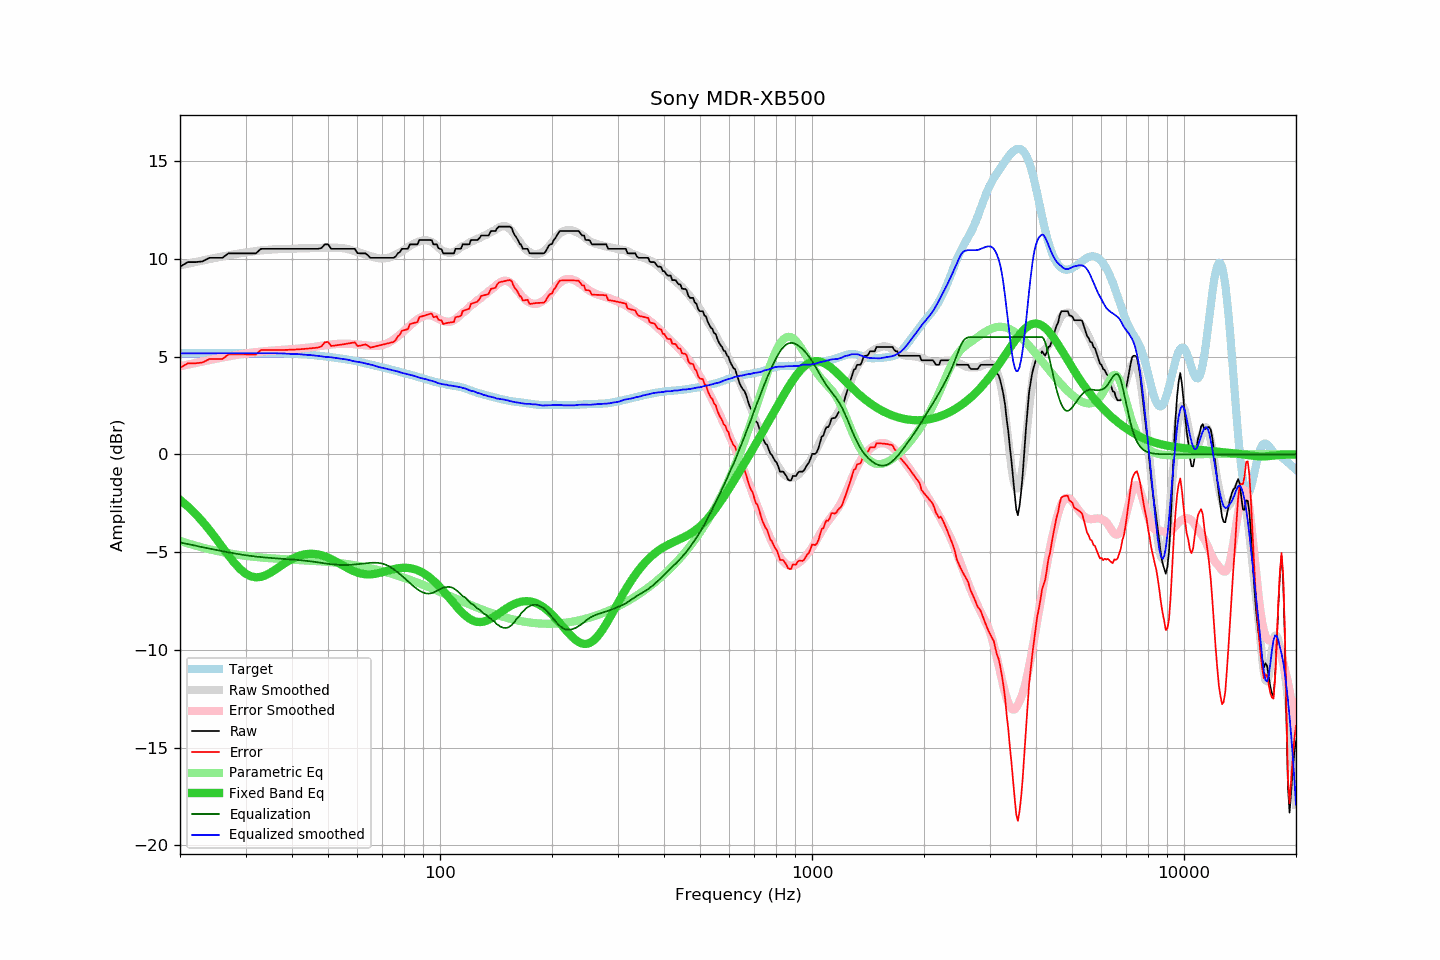 Sony MDR-XB500
Amplitude (dBr)
15
10
5
0
−5
−10
−15
−20
Target
Raw Smoothed
Error Smoothed
Raw
Error
Parametric Eq
Fixed Band Eq
Equalization
Equalized smoothed
100
1000
10000
Frequency (Hz)